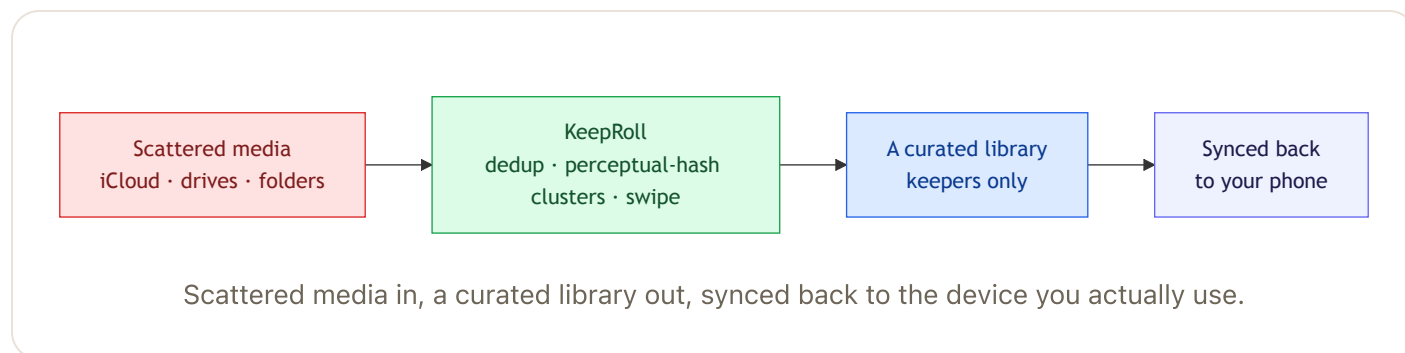 Scattered media
iCloud · drives · folders
KeepRoll
dedup · perceptual-hash
clusters · swipe
A curated library
keepers only
Synced back
to your phone
Scattered media in, a curated library out, synced back to the device you actually use.